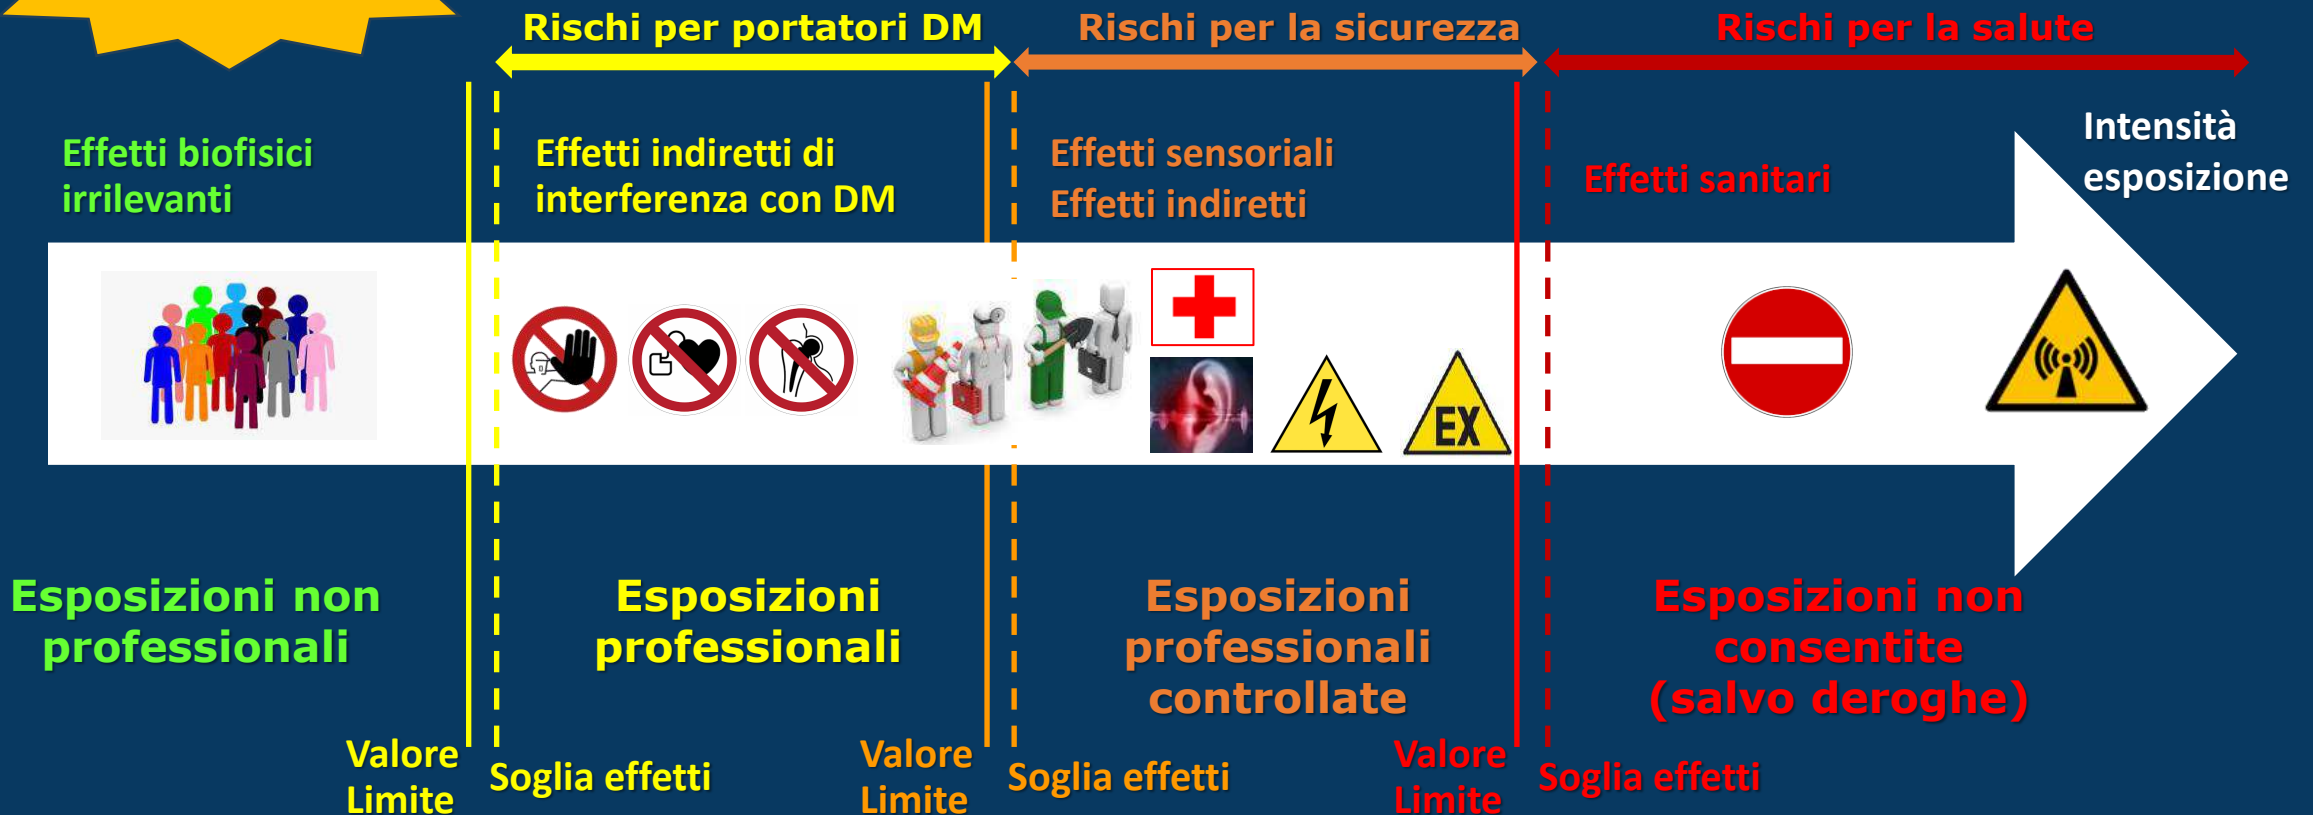 Rischi per portatori DM
Rischi per la sicurezza
Rischi per la salute
Effetti biofisici
irrilevanti
Effetti indiretti di
interferenza con DM
Effetti sensoriali
Effetti indiretti
Effetti sanitari
Intensità
esposizione
EX
Esposizioni non
professionali
Esposizioni
professionali
Esposizioni
professionali
controllate
Esposizioni non
consentite
(salvo deroghe)
Valore
Limite
Soglia effetti
Valore
Limite
Soglia effetti
Valore
Limite
Soglia effetti